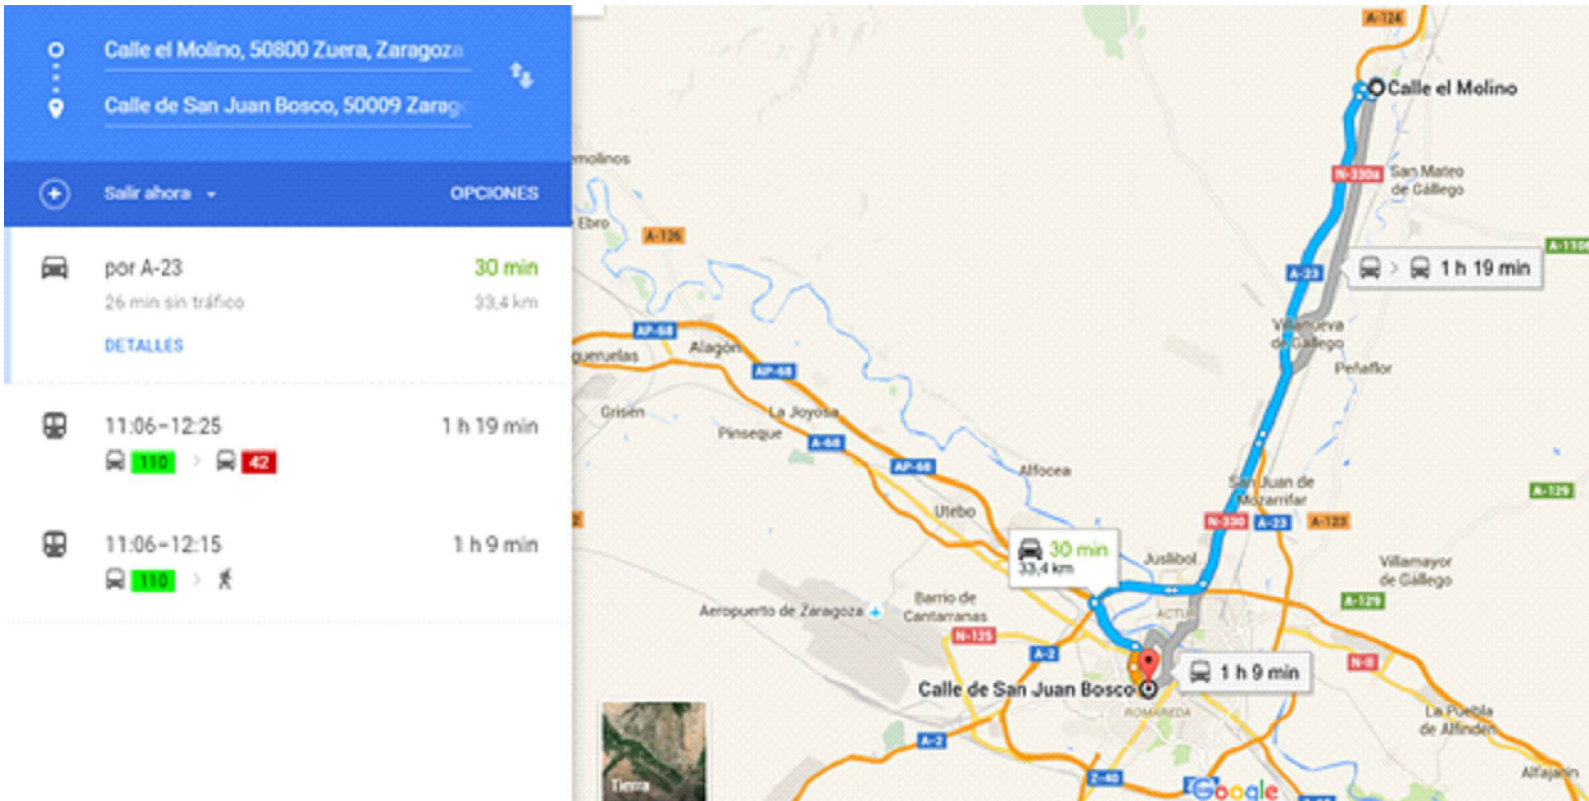 Calle el Molino, 50800 Zuera, Zaragoza
Calle de San Juan Bosco, 50009 Zarag
Salir ahora
OPCIONES
por A-23
30 min
26 min sin tráfico
33,4 km
DETALLES
11:06–12:25
1 h 19 min
110 > 42
11:06–12:15
1 h 9 min
110 >
A-124
Calle el Molino
emolinos
N-330a
San Mateo
de Gállego
Ebro
A-126
A-1106
A-23
> 1 h 19 min
AP-68
Villanueva
de Gállego
gueruelas
Alagón
Peñaflor
AP-68
Grisén
La Joyosa
Pinseque
A-68
AP-68
Alfocea
San Juan de
Mozarrifar
A-129
Utebo
N-330
A-23
A-123
30 min
33,4 km
Juslibol
Villamayor
de Gállego
Aeropuerto de Zaragoza
Barrio de
Cantarranas
ACTUR
A-129
N-125
A-2
N-II
1 h 9 min
Calle de San Juan Bosco
ROMAREDA
La Puebla
de Alfindén
A-2
Tierra
Z-40
Google
Alfajarín